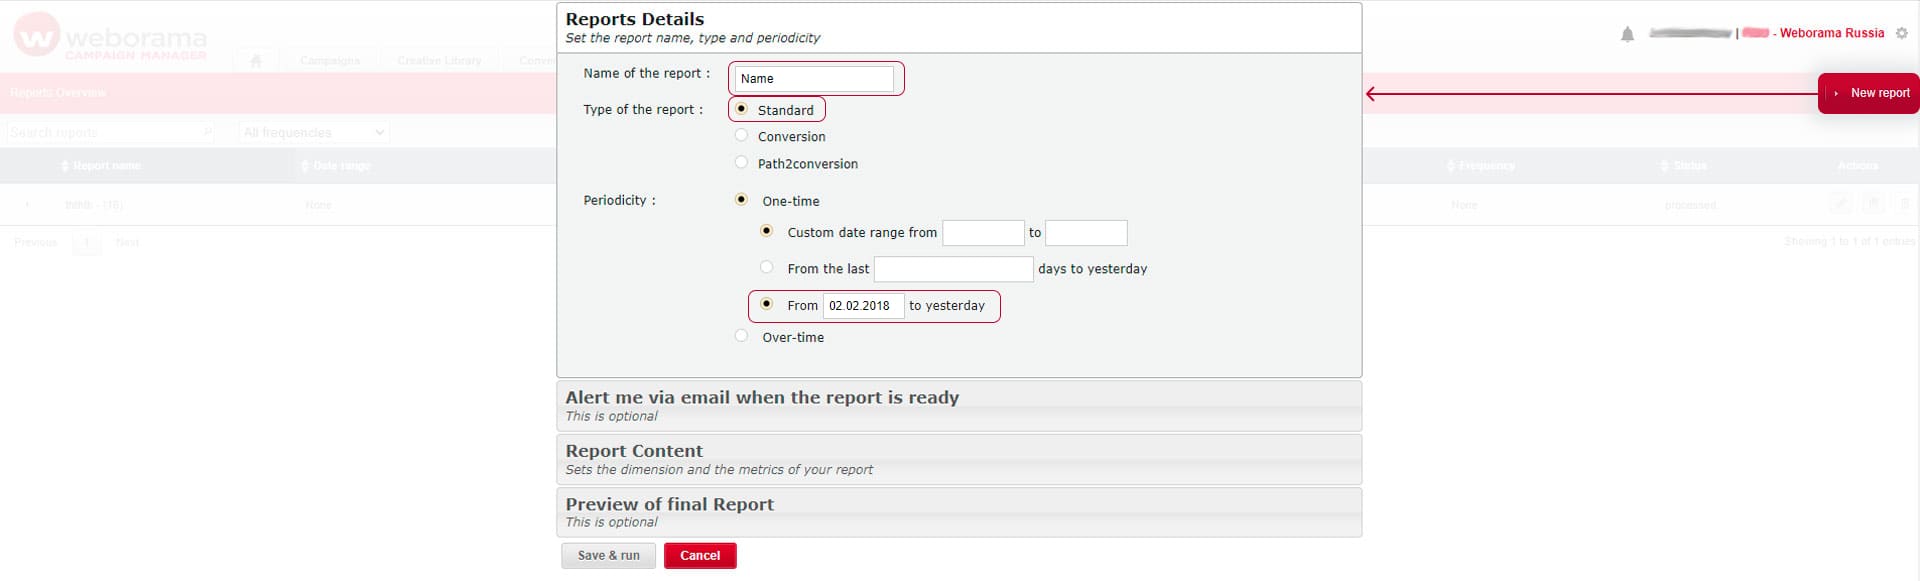 weborama
CAMPAIGN MANAGER
Campaigns
Creative Library
| - Weborama Russia
Reports Overview
New report
Search reports
All frequencies
Report name
Date range
Frequency
Status
Actions
None
None
processed
Previous 1 Next
Showing 1 to 1 of 1 entries
Reports Details
Set the report name, type and periodicity
Name of the report : Name
Type of the report : Standard
Conversion
Path2conversion
Periodicity : One-time
Custom date range from to
From the last days to yesterday
From 02.02.2018 to yesterday
Over-time
Alert me via email when the report is ready
This is optional
Report Content
Sets the dimension and the metrics of your report
Preview of final Report
This is optional
Save & run Cancel